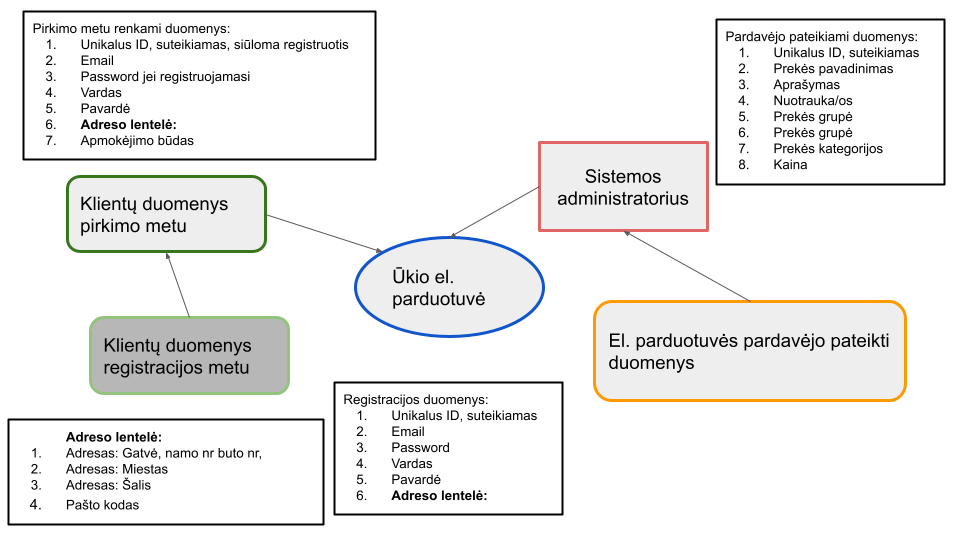 Pirkimo metu renkami duomenys:
1. Unikalus ID, suteikiamas, siūloma registruotis
2. Email
3. Password jei registruojamasi
4. Vardas
5. Pavardė
6. Adreso lentelė:
7. Apmokėjimo būdas
Pardavėjo pateikiami duomenys:
1. Unikalus ID, suteikiamas
2. Prekės pavadinimas
3. Aprašymas
4. Nuotrauka/os
5. Prekės grupė
6. Prekės grupė
7. Prekės kategorijos
8. Kaina
Klientų duomenys
pirkimo metu
Sistemos
administratorius
Ūkio el.
parduotuvė
Klientų duomenys
registracijos metu
El. parduotuvės pardavėjo pateikti
duomenys
Registracijos duomenys:
1. Unikalus ID, suteikiamas
2. Email
3. Password
4. Vardas
5. Pavardė
6. Adreso lentelė:
Adreso lentelė:
1. Adresas: Gatvė, namo nr buto nr,
2. Adresas: Miestas
3. Adresas: Šalis
4. Pašto kodas